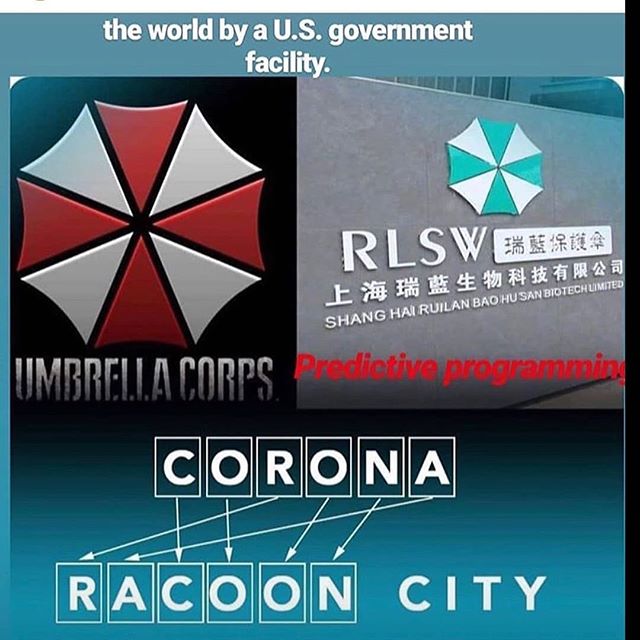 the world by a U.S. government
facility.
UMBRELLA CORPS.
RLSW 瑞藍保護傘
上海瑞藍生物科技有限公司
SHANG HAI RUILAN BAO HU SAN BIOTECH LIMITED
Predictive programming
CORONA
RACOON CITY